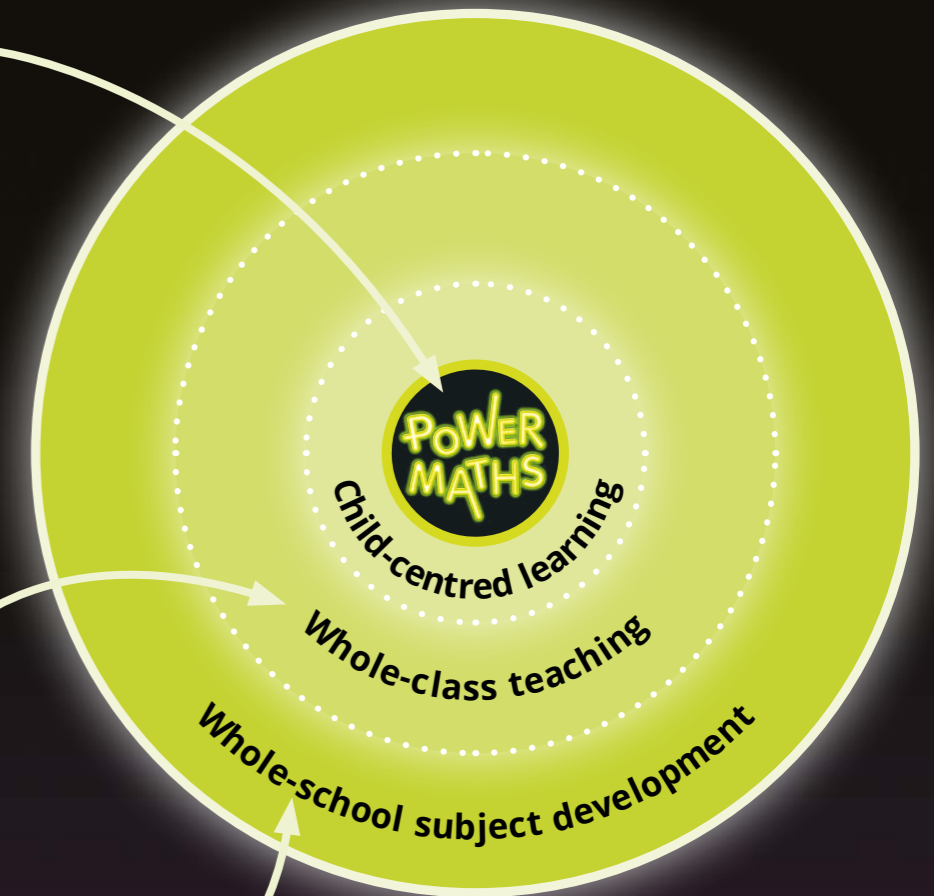 POWER
MATHS
Child-centred learning
Whole-class teaching
Whole-school subject development